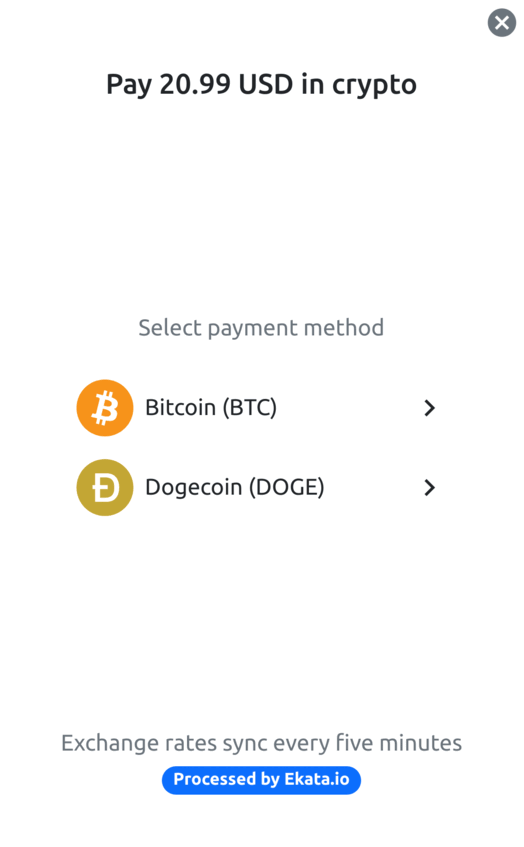 Pay 20.99 USD in crypto
Select payment method
Bitcoin (BTC)
Dogecoin (DOGE)
Exchange rates sync every five minutes
Processed by Ekata.io